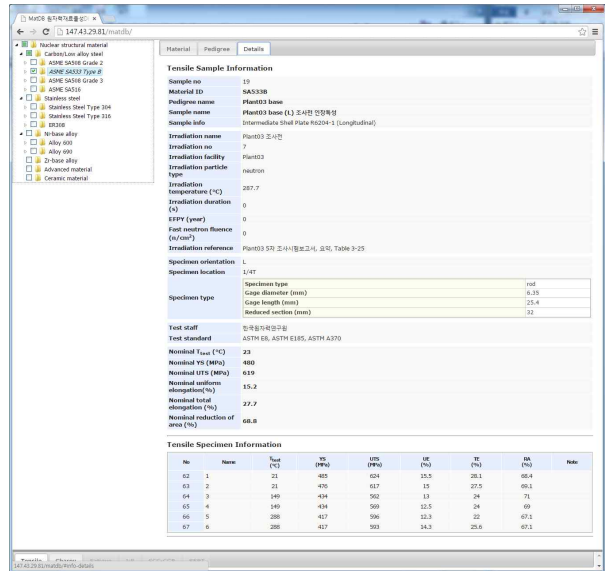 MatDB 원자력재료물성
147.43.29.81/matdb/
Nuclear structural material
Carbon/Low alloy steel
ASME SA508 Grade 2
ASME SA533 Type B
ASME SA508 Grade 3
ASME SA516
Stainless steel
Stainless Steel Type 304
Stainless Steel Type 316
ER308
Ni-base alloy
Alloy 600
Alloy 690
Zr-base alloy
Advanced material
Ceramic material
Material Pedigree Details
Tensile Sample Information
Sample no 19
Material ID SA533B
Pedigree name Plant03 base
Sample name Plant03 base (L) 조사전 인장특성
Sample info Intermediate Shell Plate R6204-1 (Longitudinal)
Irradiation name Plant03 조사전
Irradiation no 7
Irradiation facility Plant03
Irradiation particle type neutron
Irradiation temperature (°C) 287.7
Irradiation duration (s) 0
EFPY (year) 0
Fast neutron fluence (n/cm²) 0
Irradiation reference Plant03 5차 조사시험보고서, 요약, Table 3-25
Specimen orientation L
Specimen location 1/4T
Specimen type
Specimen type rod
Gage diameter (mm) 6.35
Gage length (mm) 25.4
Reduced section (mm) 32
Test staff 한국원자력연구원
Test standard ASTM E8, ASTM E185, ASTM A370
Nominal Ttest (°C) 23
Nominal YS (MPa) 480
Nominal UTS (MPa) 619
Nominal uniform elongation(%) 15.2
Nominal total elongation (%) 27.7
Nominal reduction of area (%) 68.8
Tensile Specimen Information
No Name Ttest (°C) YS (MPa) UTS (MPa) UE (%) TE (%) RA (%) Note
62 1 21 485 624 15.5 28.1 68.4
63 2 21 476 617 15 27.5 69.1
64 3 149 434 562 13 24 71
65 4 149 434 569 12.5 24 69
66 5 288 417 596 12.3 22 67.1
67 6 288 417 593 14.3 25.6 67.1
Tensile Charpy
147.43.29.81/matdb/#info-details